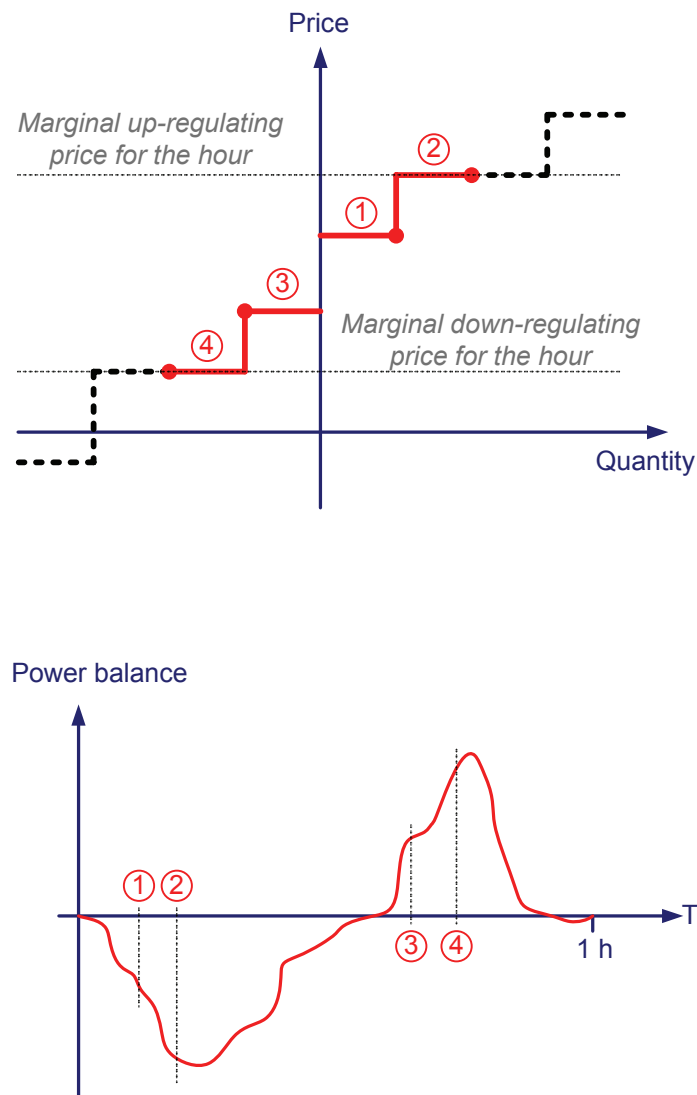 Price
Marginal up-regulating
price for the hour
②
①
③
Marginal down-regulating
price for the hour
④
Quantity
Power balance
① ②
T
③ ④
1 h